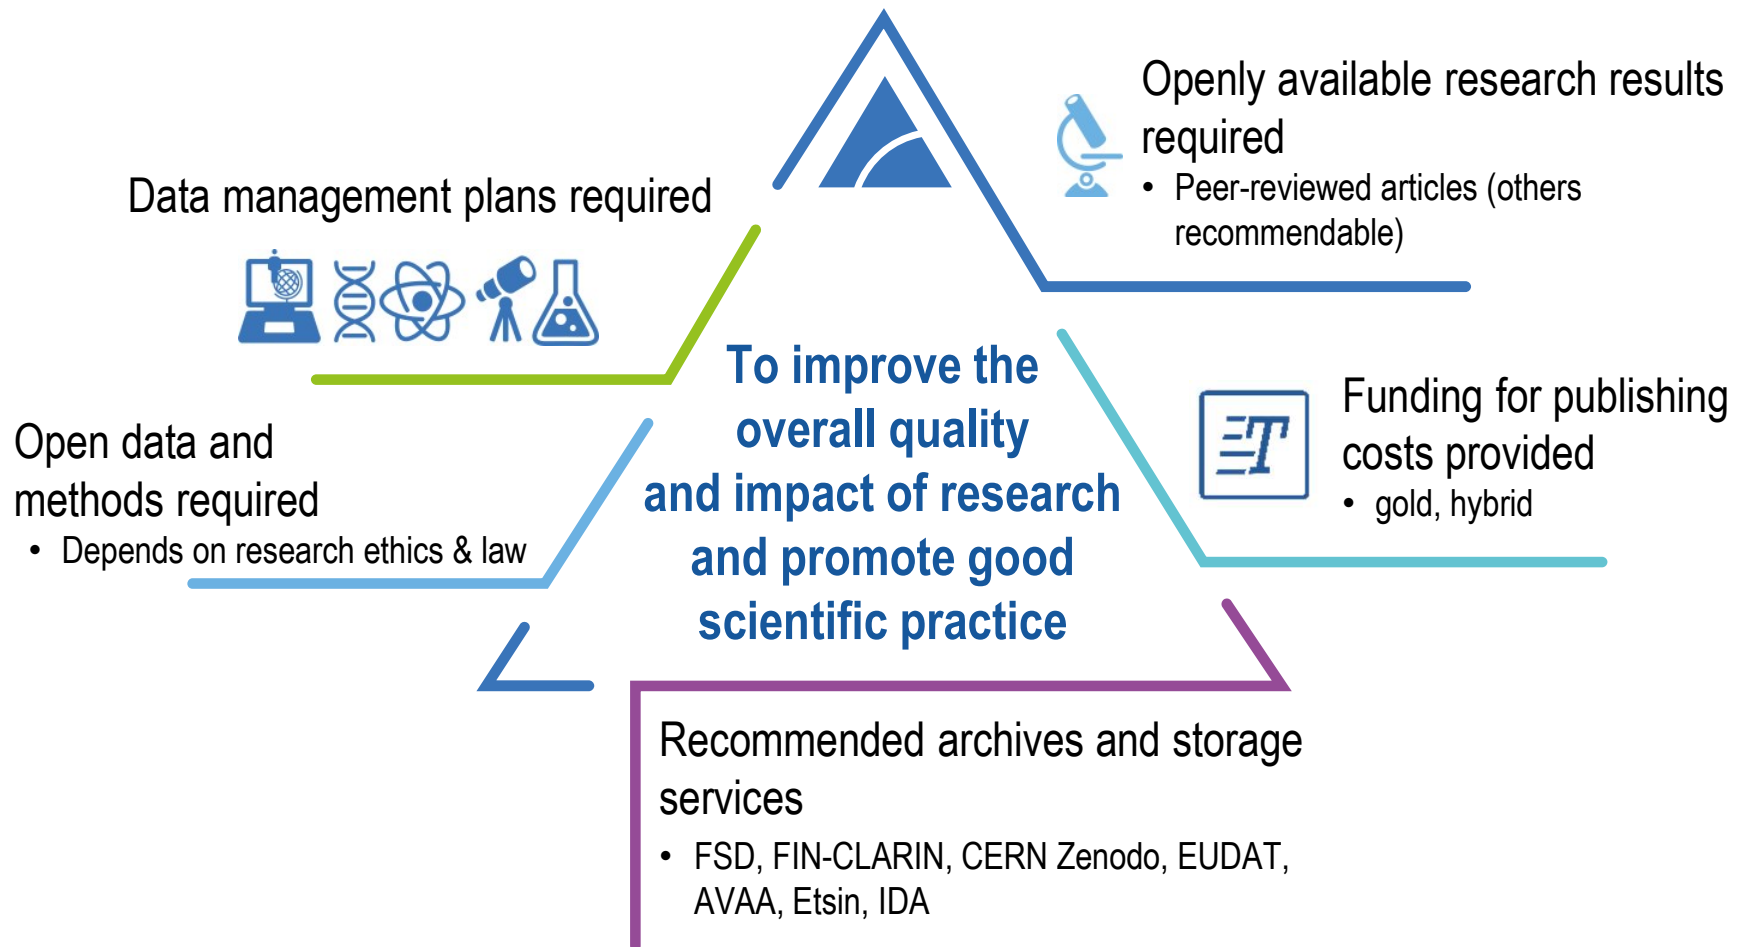 Openly available research results
required
• Peer-reviewed articles (others
recommendable)
Data management plans required
To improve the
overall quality
and impact of research
and promote good
scientific practice
Funding for publishing
costs provided
• gold, hybrid
T
Open data and
methods required
• Depends on research ethics & law
Recommended archives and storage
services
• FSD, FIN-CLARIN, CERN Zenodo, EUDAT,
AVAA, Etsin, IDA